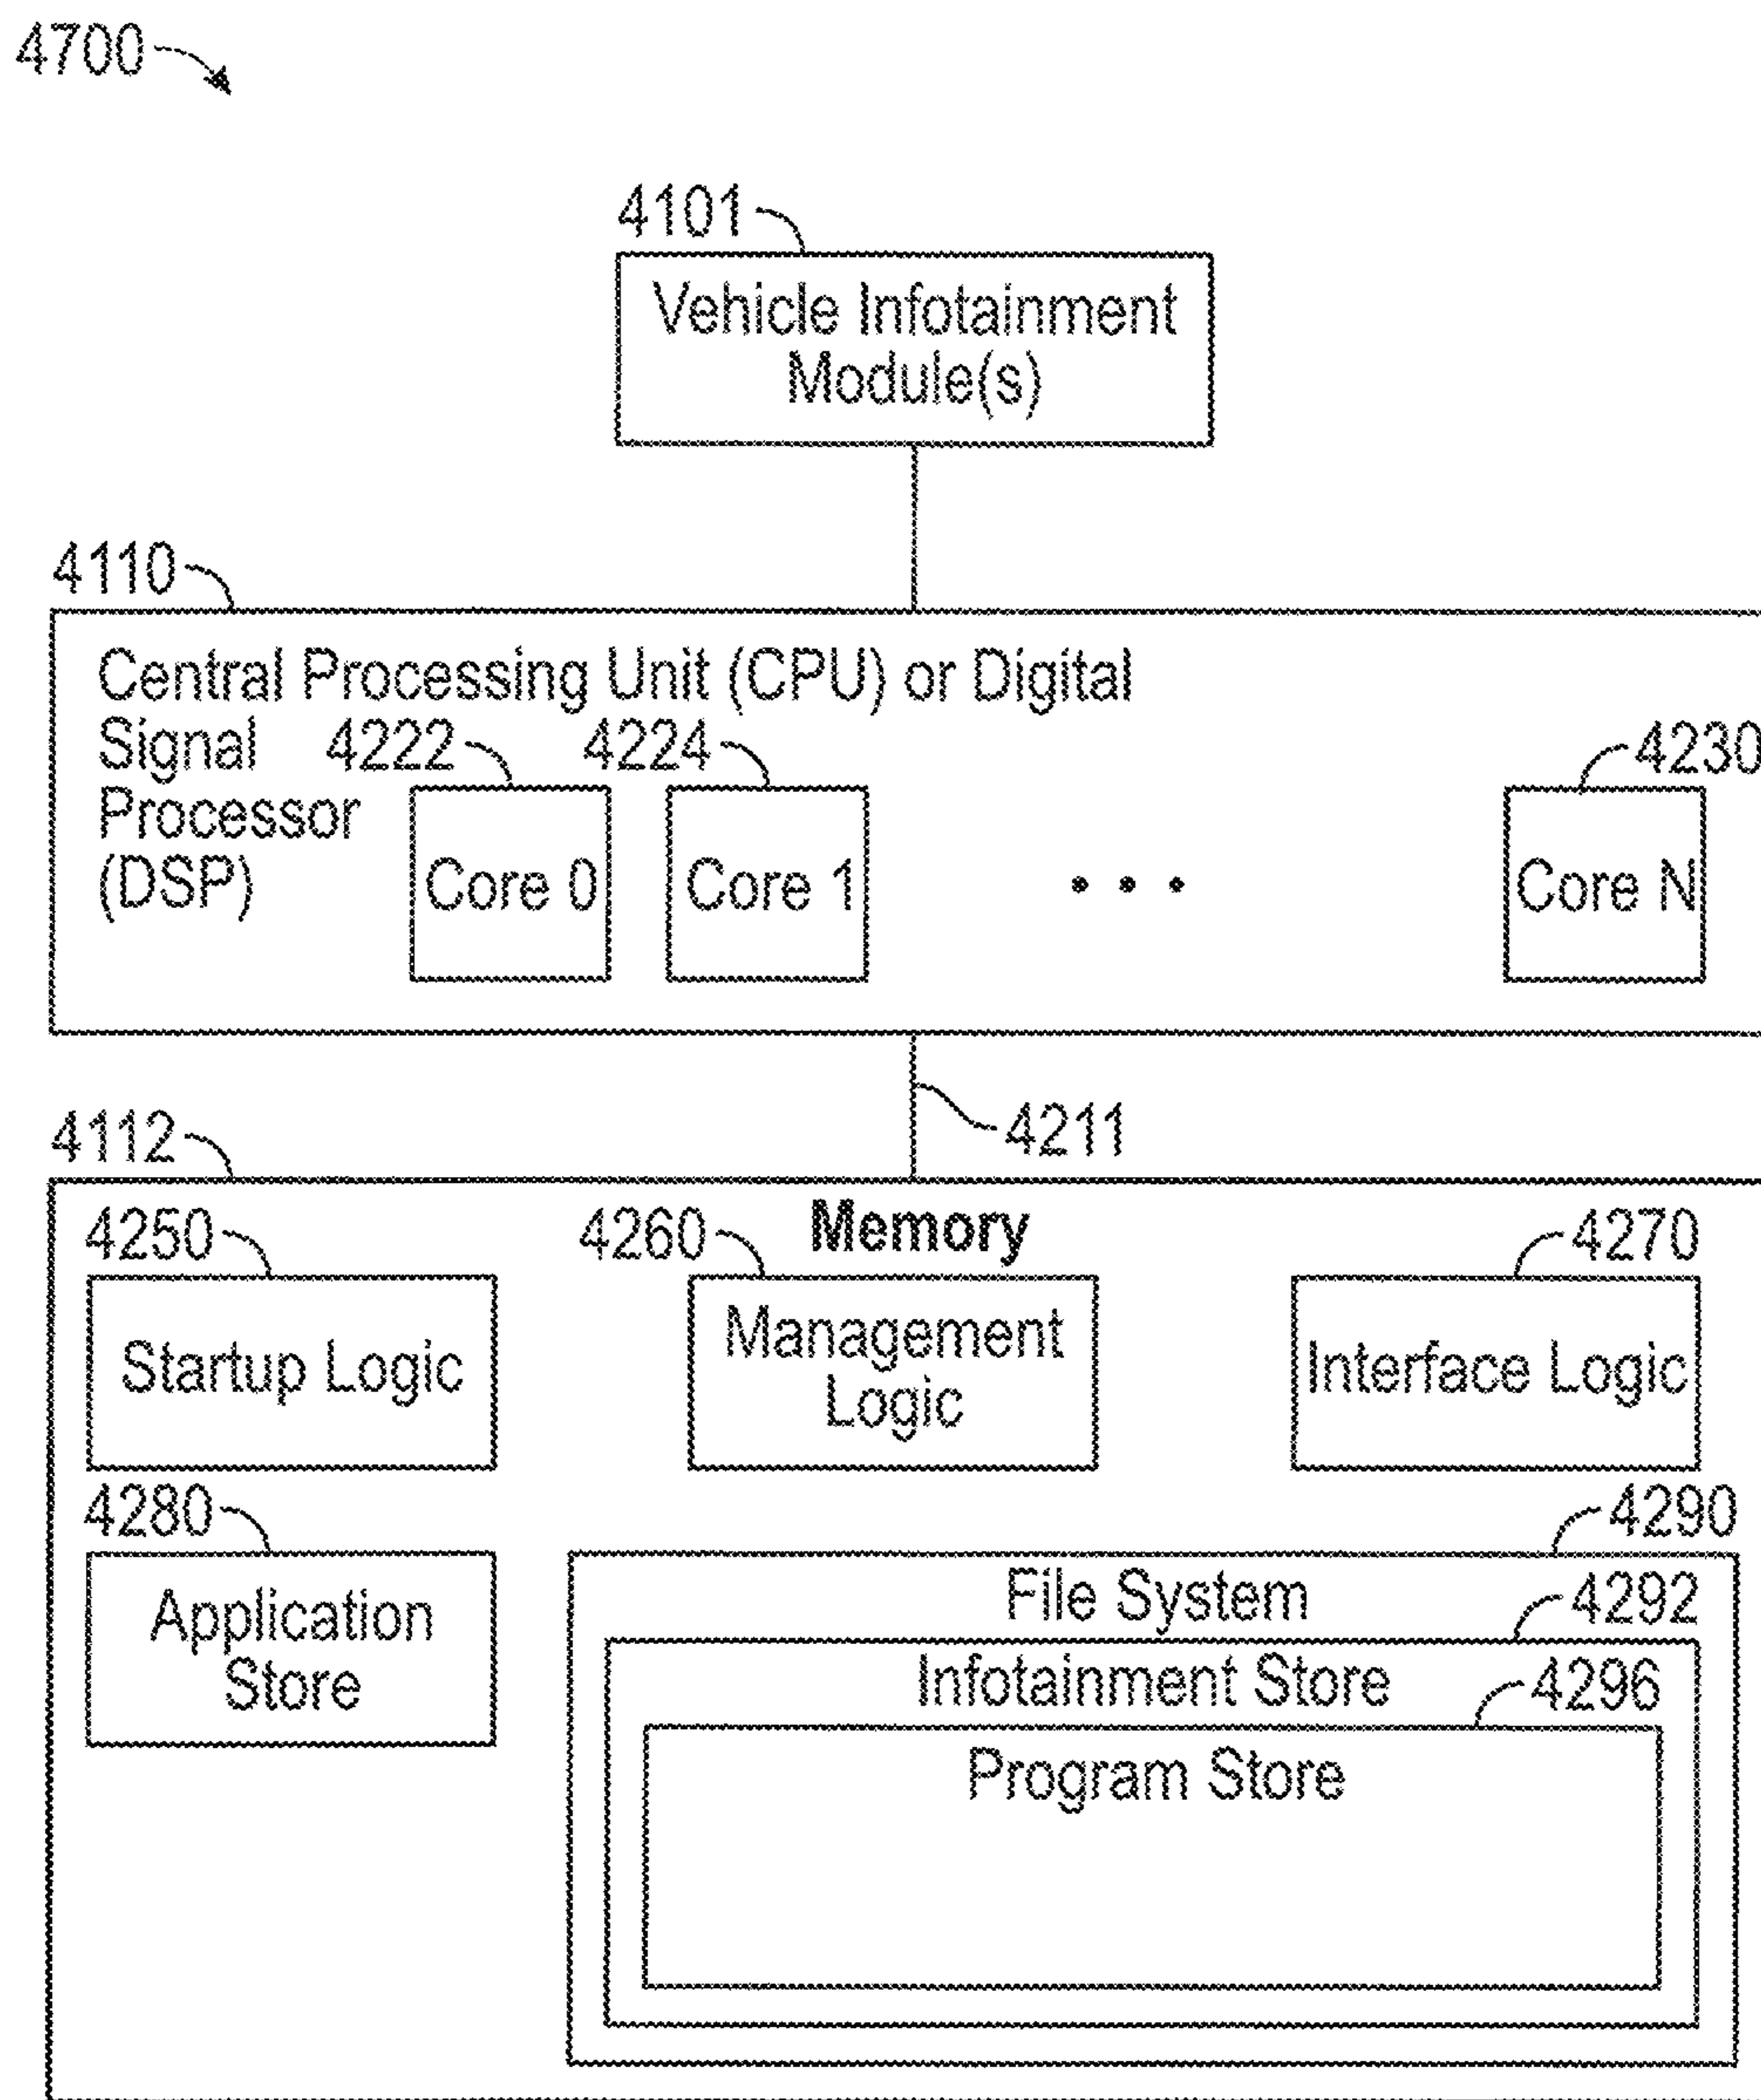 4700
4101
Vehicle Infotainment
Module(s)
4110
Central Processing Unit (CPU) or Digital
Signal
Processor
(DSP)
4222
4224
4230
Core 0
Core 1
• • •
Core N
4211
4112
Memory
4250
4260
4270
Startup Logic
Management
Logic
Interface Logic
4280
4290
Application
Store
File System
4292
Infotainment Store
4296
Program Store